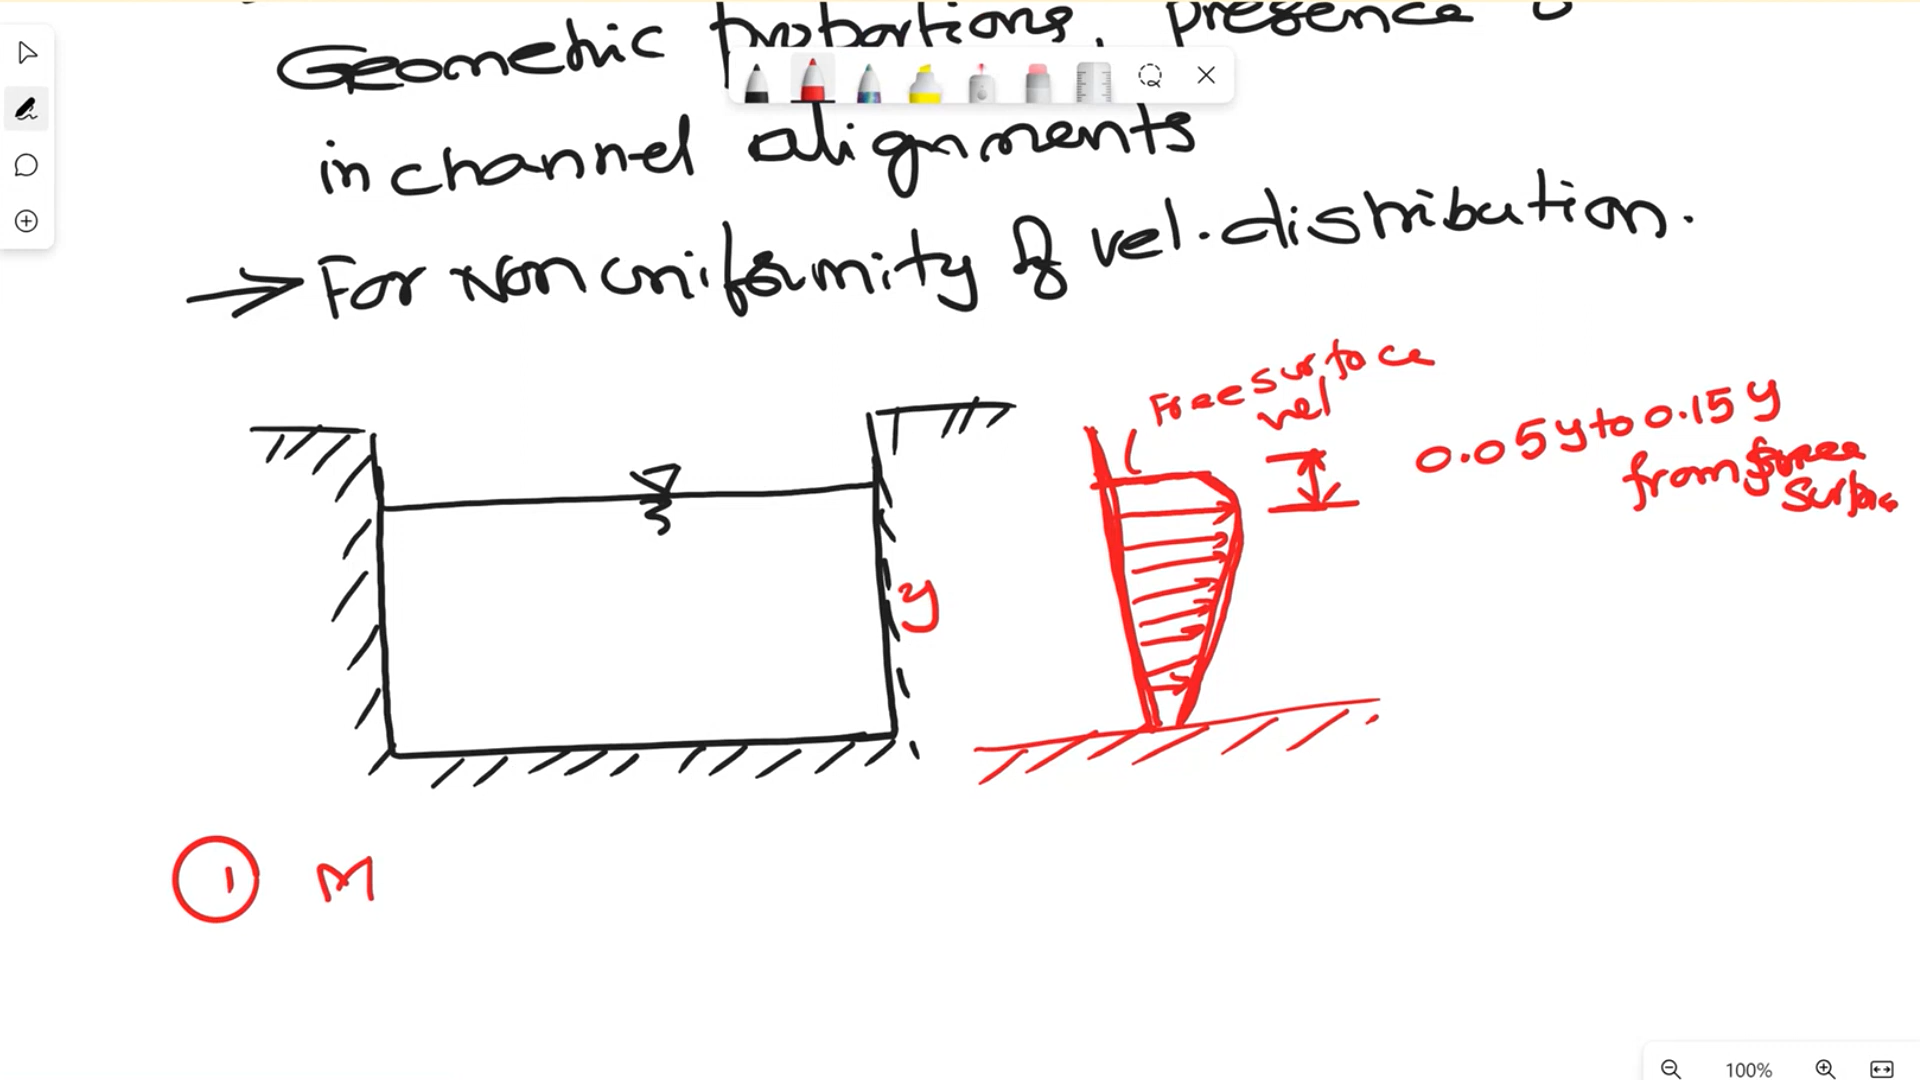 Geometric proportions, presence o
in channel alignments
→ For Non uniformity of vel. distribution.
Free surface
vel
0.05y to 0.15y
from free
surface
y
① M
100%